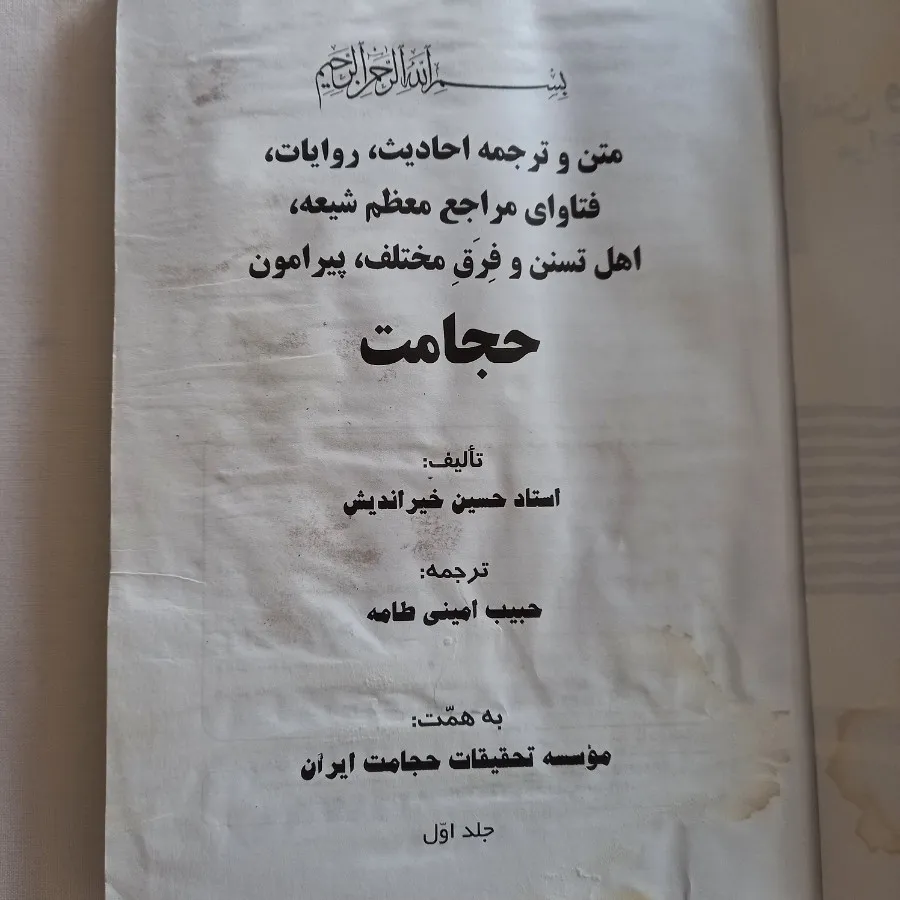 بسم الله الرحمن الرحیم
متن و ترجمه احادیث، روایات،
فتاوای مراجع معظم شیعه،
اهل تسنن و فِرَقِ مختلف، پیرامون
حجامت
تألیف:
استاد حسین خیراندیش
ترجمه:
حبیب امینی طامه
به همّت:
مؤسسه تحقیقات حجامت ایران
جلد اوّل